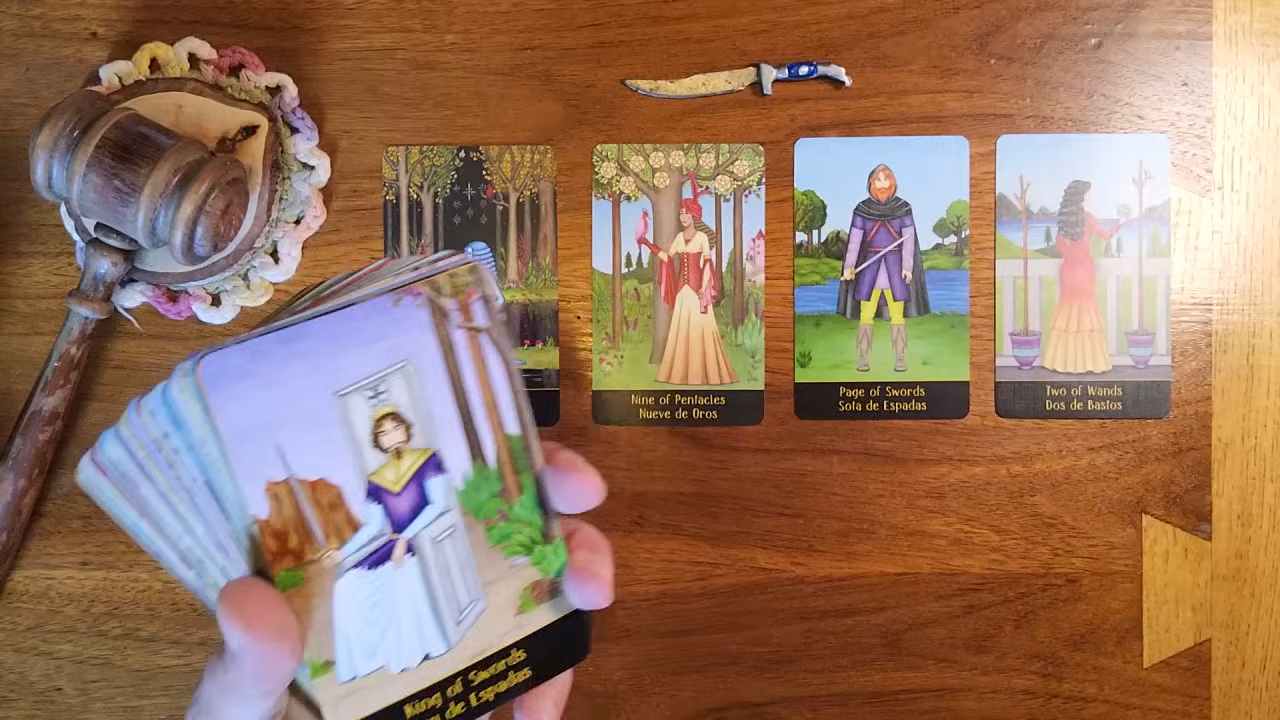 Nine of Pentacles
Nueve de Oros
Page of Swords
Sota de Espadas
Two of Wands
Dos de Bastos
King of Swords
de Espadas